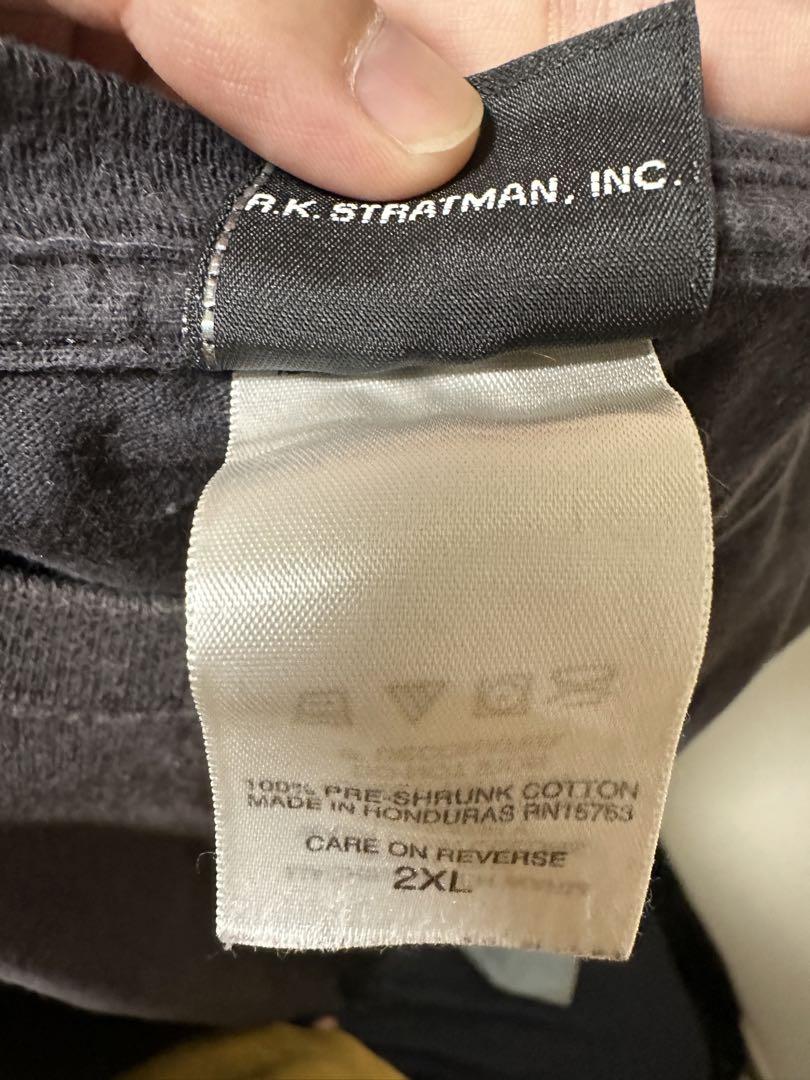 R.K. STRATMAN, INC.
100% PRE-SHRUNK COTTON
MADE IN HONDURAS RN15763
CARE ON REVERSE
2XL